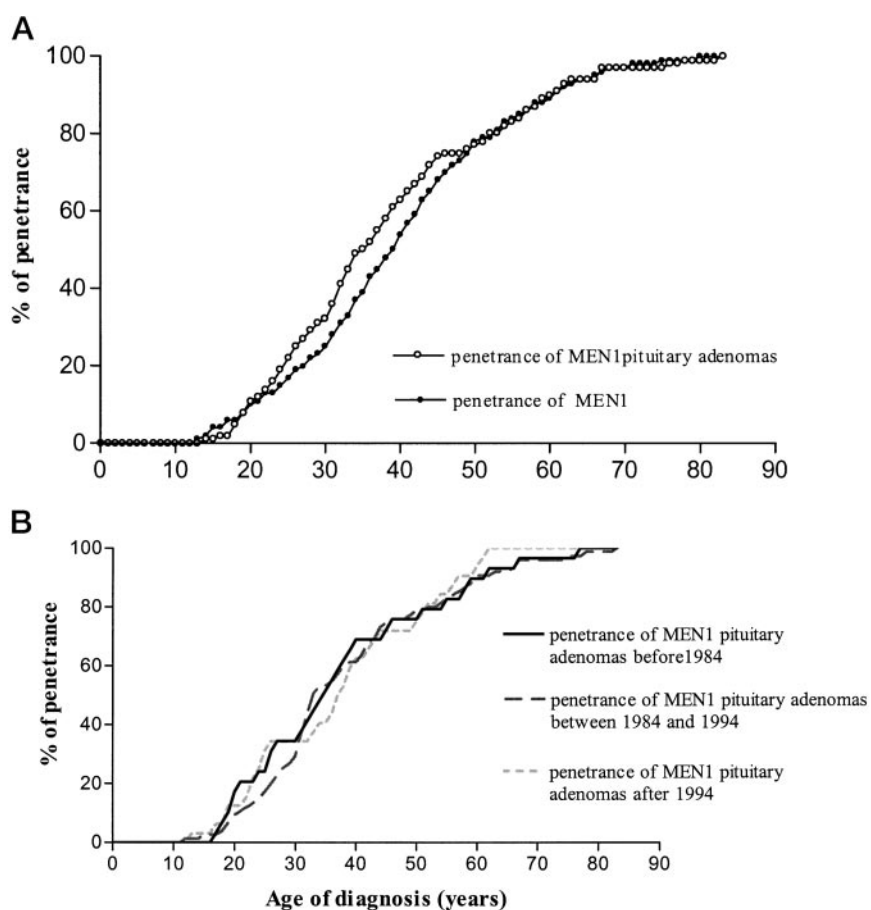 A
% of penetrance
100
80
60
40
20
0
penetrance of MEN1pituitary adenomas
penetrance of MEN1
0 10 20 30 40 50 60 70 80 90
B
% of penetrance
100
80
60
40
20
0
penetrance of MEN1 pituitary
adenomas before1984
penetrance of MEN1 pituitary adenomas
between 1984 and 1994
penetrance of MEN1 pituitary
adenomas after 1994
0 10 20 30 40 50 60 70 80 90
Age of diagnosis (years)